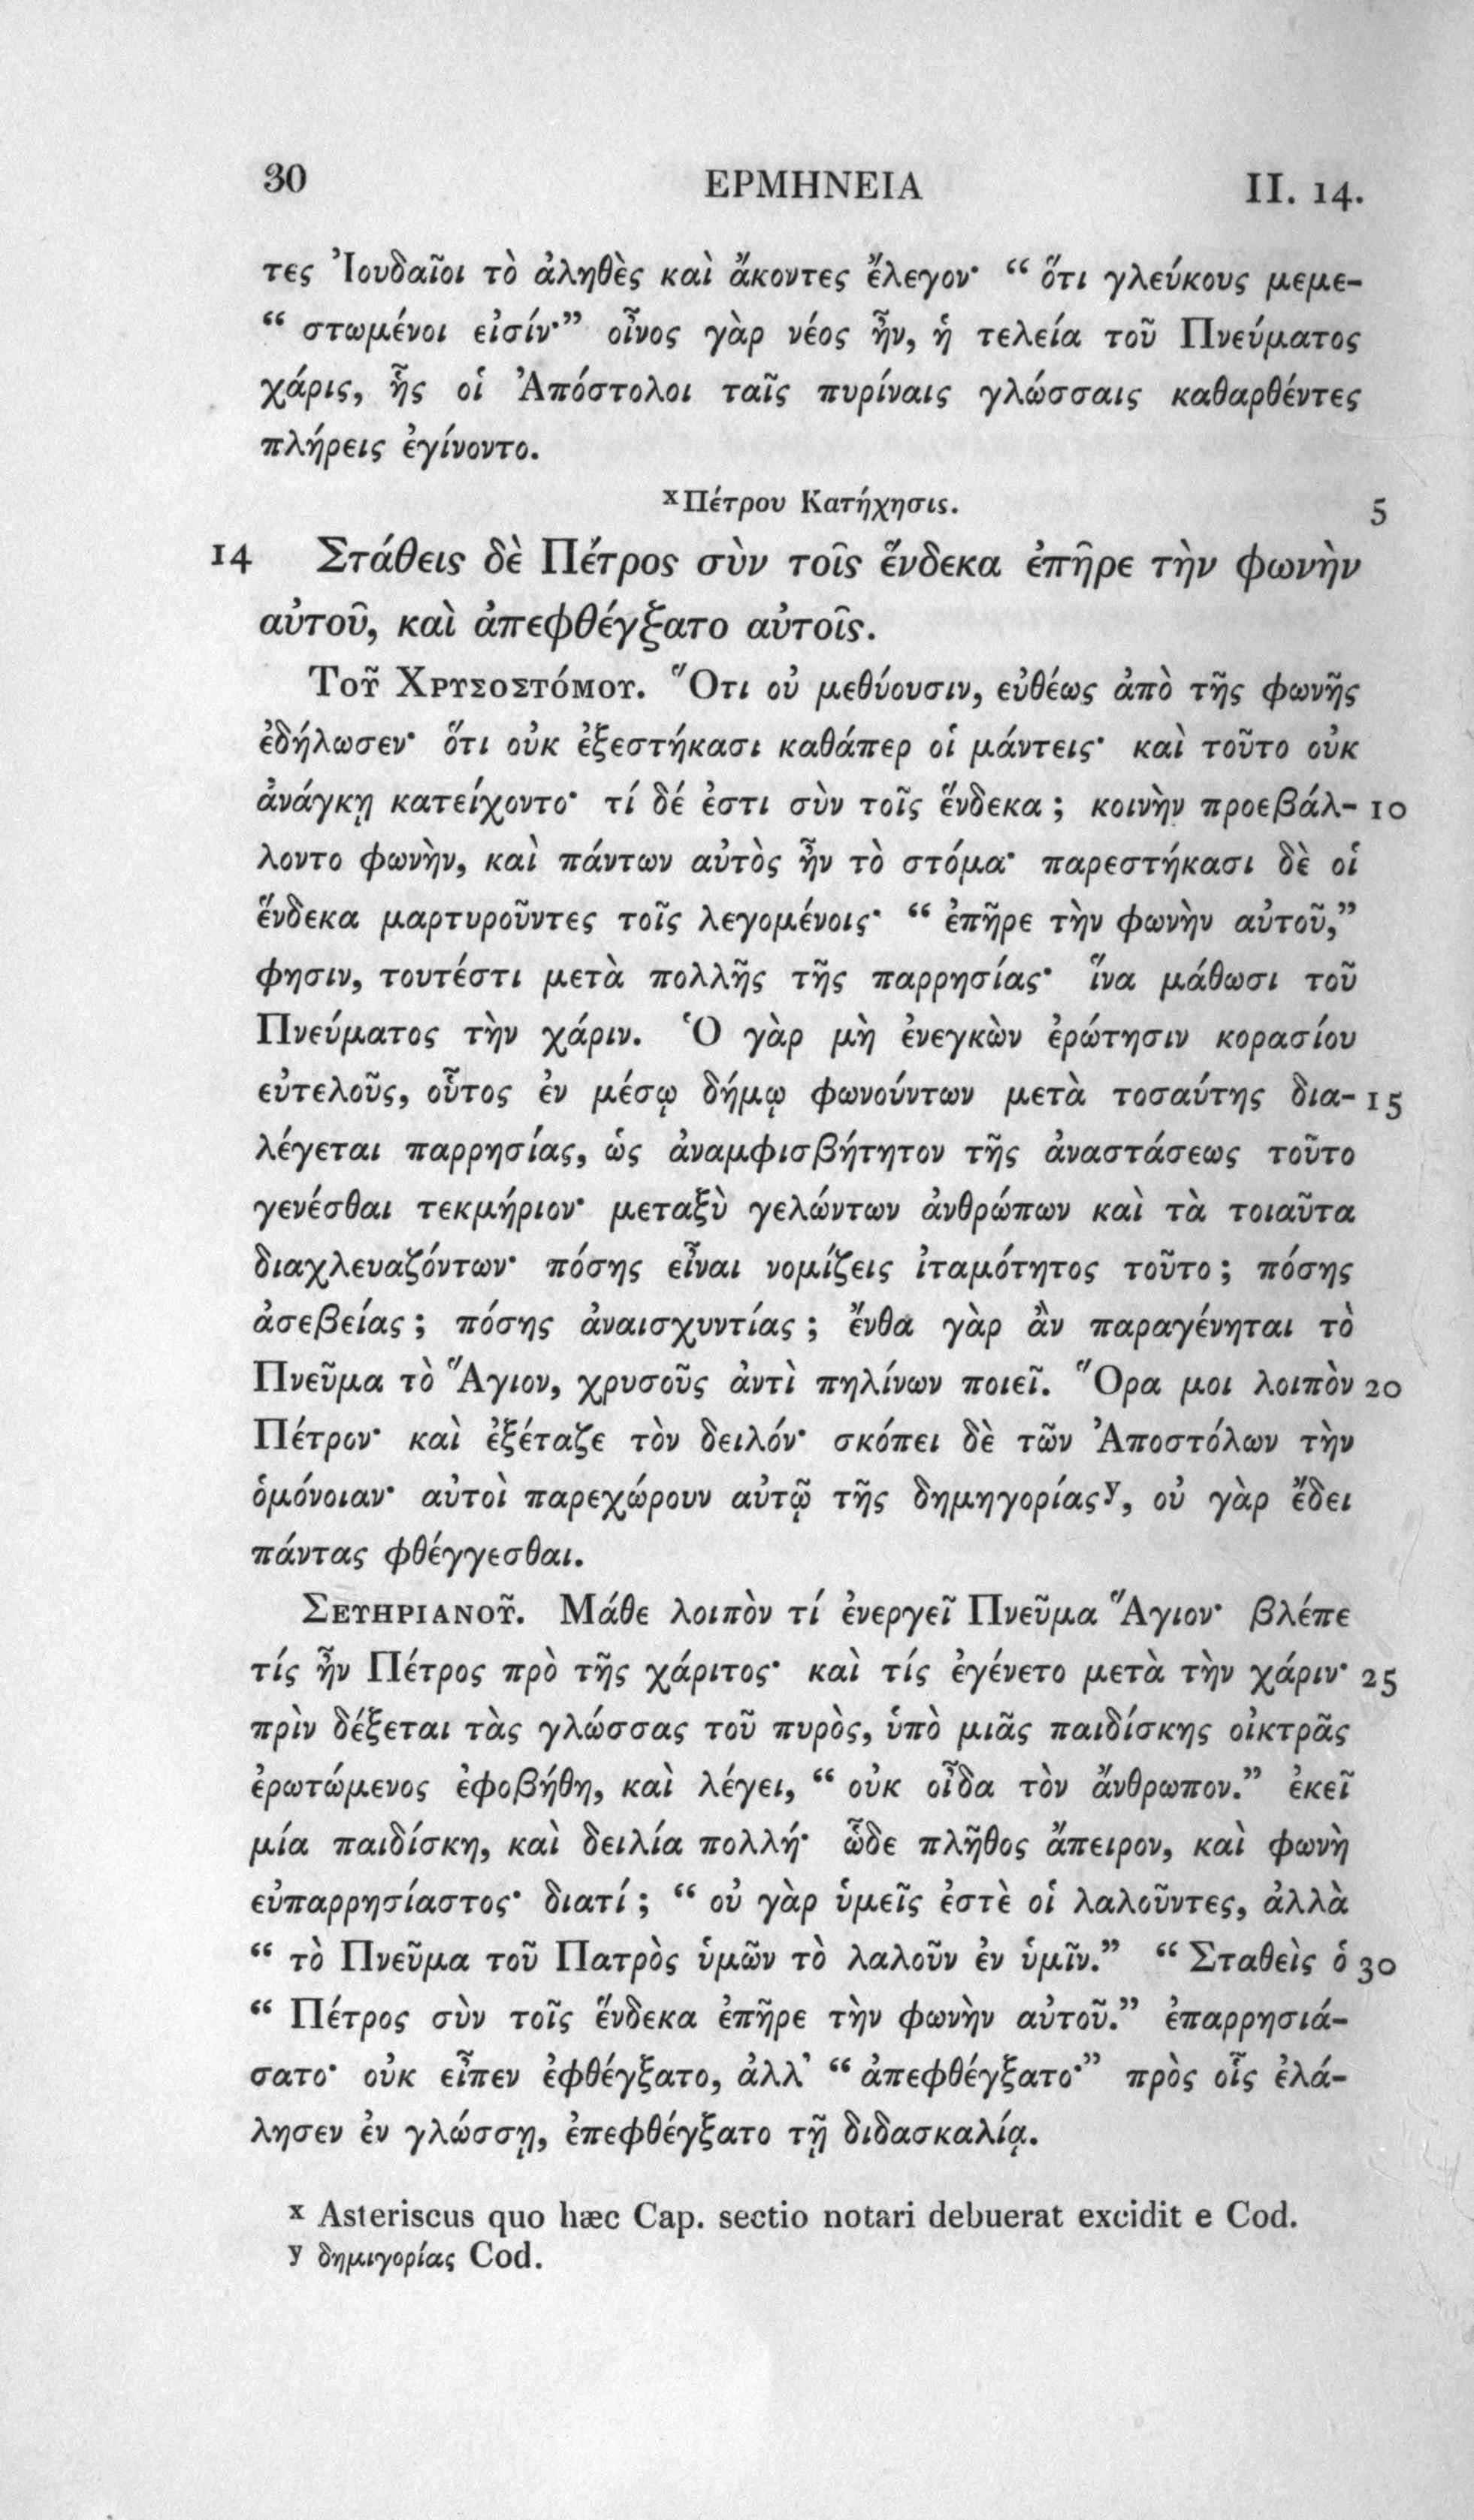 30 ΕΡΜΗΝΕΙΑ II. 14.
τες Ἰουδαῖοι τὸ ἀληθὲς καὶ ἄκοντες ἔλεγον· “ ὅτι γλεύκους μεμε-
“ στωμένοι εἰσίν·” οἶνος γὰρ νέος ἦν, ἡ τελεία τοῦ Πνεύματος
χάρις, ἧς οἱ Ἀπόστολοι ταῖς πυρίναις γλώσσαις καθαρθέντες
πλήρεις ἐγίνοντο.
ˣ Πέτρου Κατήχησις. 5
14 Στάθεις δὲ Πέτρος σὺν τοῖς ἕνδεκα ἐπῆρε τὴν φωνὴν
αὐτοῦ, καὶ ἀπεφθέγξατο αὐτοῖς.
Τοῦ Χρυσοστόμου. Ὅτι οὐ μεθύουσιν, εὐθέως ἀπὸ τῆς φωνῆς
ἐδήλωσεν· ὅτι οὐκ ἐξεστήκασι καθάπερ οἱ μάντεις· καὶ τοῦτο οὐκ
ἀνάγκῃ κατείχοντο· τί δέ ἐστι σὺν τοῖς ἕνδεκα ; κοινὴν προεβάλ- 10
λοντο φωνὴν, καὶ πάντων αὐτὸς ἦν τὸ στόμα· παρεστήκασι δὲ οἱ
ἕνδεκα μαρτυροῦντες τοῖς λεγομένοις· “ ἐπῆρε τὴν φωνὴν αὐτοῦ,”
φησιν, τουτέστι μετὰ πολλῆς τῆς παρρησίας· ἵνα μάθωσι τοῦ
Πνεύματος τὴν χάριν. Ὁ γὰρ μὴ ἐνεγκὼν ἐρώτησιν κορασίου
εὐτελοῦς, οὗτος ἐν μέσῳ δήμῳ φωνούντων μετὰ τοσαύτης δια- 15
λέγεται παρρησίας, ὡς ἀναμφισβήτητον τῆς ἀναστάσεως τοῦτο
γενέσθαι τεκμήριον· μεταξὺ γελώντων ἀνθρώπων καὶ τὰ τοιαῦτα
διαχλευαζόντων· πόσης εἶναι νομίζεις ἰταμότητος τοῦτο ; πόσης
ἀσεβείας ; πόσης ἀναισχυντίας ; ἔνθα γὰρ ἂν παραγένηται τὸ
Πνεῦμα τὸ Ἅγιον, χρυσοῦς ἀντὶ πηλίνων ποιεῖ. Ὅρα μοι λοιπὸν 20
Πέτρον· καὶ ἐξέταζε τὸν δειλόν· σκόπει δὲ τῶν Ἀποστόλων τὴν
ὁμόνοιαν· αὐτοὶ παρεχώρουν αὐτῷ τῆς δημηγορίας ʸ, οὐ γὰρ ἔδει
πάντας φθέγγεσθαι.
Σευηριανοῦ. Μάθε λοιπὸν τί ἐνεργεῖ Πνεῦμα Ἅγιον· βλέπε
τίς ἦν Πέτρος πρὸ τῆς χάριτος· καὶ τίς ἐγένετο μετὰ τὴν χάριν· 25
πρὶν δέξεται τὰς γλώσσας τοῦ πυρὸς, ὑπὸ μιᾶς παιδίσκης οἰκτρᾶς
ἐρωτώμενος ἐφοβήθη, καὶ λέγει, “ οὐκ οἶδα τὸν ἄνθρωπον.” ἐκεῖ
μία παιδίσκη, καὶ δειλία πολλή· ὧδε πλῆθος ἄπειρον, καὶ φωνὴ
εὐπαρρησίαστος· διατί ; “ οὐ γὰρ ὑμεῖς ἐστὲ οἱ λαλοῦντες, ἀλλὰ
“ τὸ Πνεῦμα τοῦ Πατρὸς ὑμῶν τὸ λαλοῦν ἐν ὑμῖν.” “ Σταθεὶς ὁ 30
“ Πέτρος σὺν τοῖς ἕνδεκα ἐπῆρε τὴν φωνὴν αὐτοῦ.” ἐπαρρησιά-
σατο· οὐκ εἶπεν ἐφθέγξατο, ἀλλ’ “ ἀπεφθέγξατο·” πρὸς οἷς ἐλά-
λησεν ἐν γλώσσῃ, ἐπεφθέγξατο τῇ διδασκαλίᾳ.
ˣ Asteriscus quo hæc Cap. sectio notari debuerat excidit e Cod.
ʸ δημιγορίας Cod.